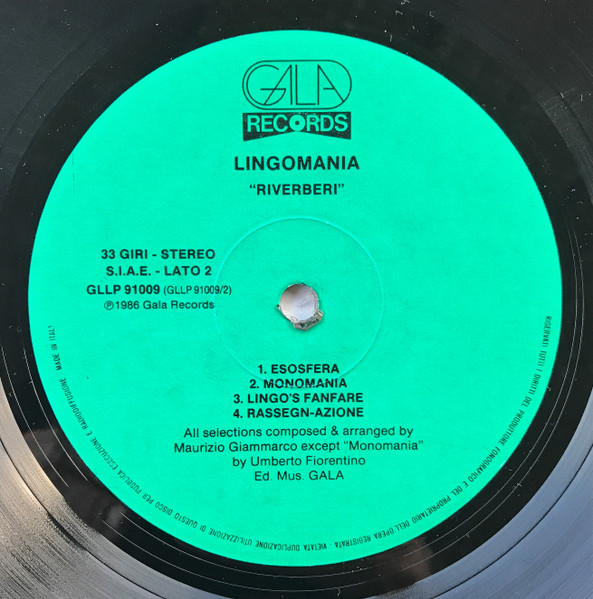 GALA
RECORDS
LINGOMANIA
"RIVERBERI"
33 GIRI - STEREO
S.I.A.E. - LATO 2
GLLP 91009 (GLLP 91009/2)
℗1986 Gala Records
1. ESOSFERA
2. MONOMANIA
3. LINGO'S FANFARE
4. RASSEGN-AZIONE
All selections composed & arranged by
Maurizio Giammarco except "Monomania"
by Umberto Fiorentino
Ed. Mus. GALA
RISERVATI TUTTI I DIRITTI DEL PRODUTTORE FONOGRAFICO E DEL PROPRIETARIO DELL'OPERA REGISTRATA - VIETATA DUPLICAZIONE UTILIZZAZIONE DI QUESTO DISCO PER PUBBLICA ESECUZIONE E RADIODIFFUSIONE. MADE IN ITALY